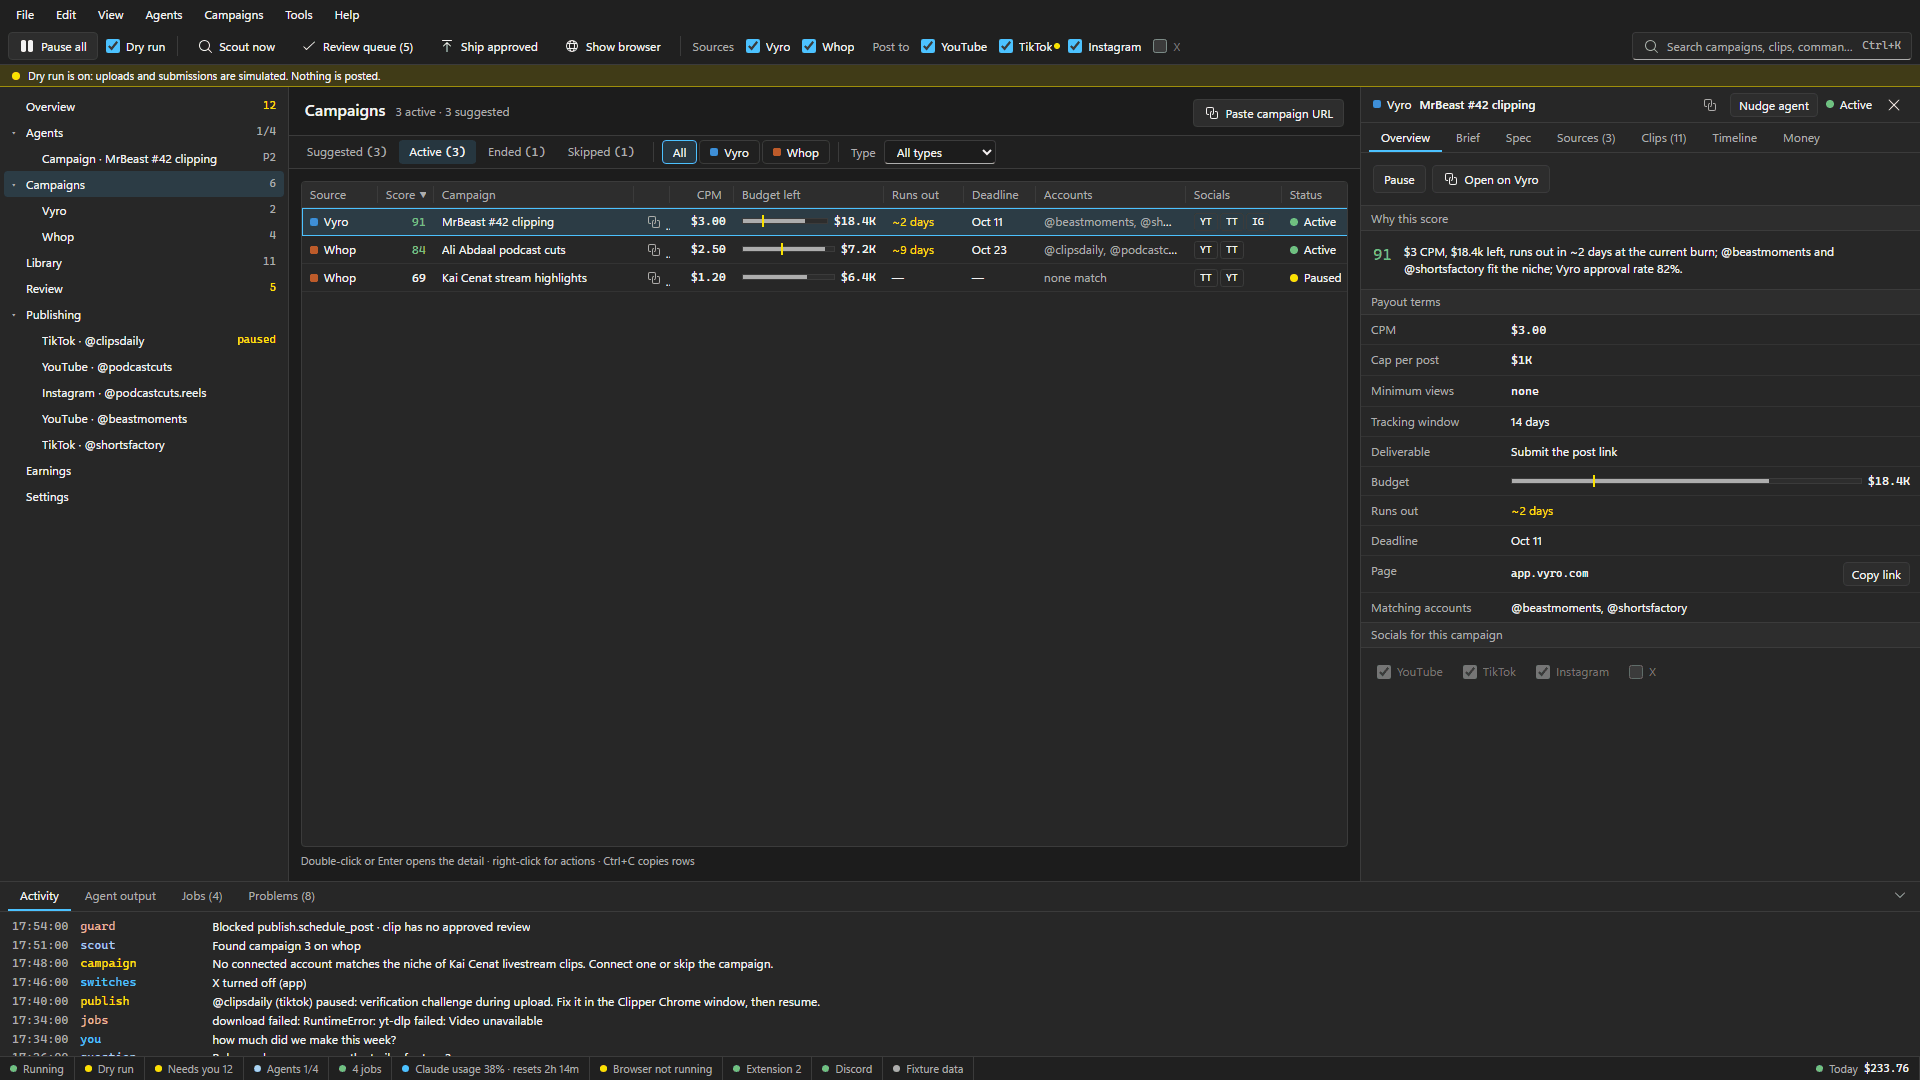 File Edit View Agents Campaigns Tools Help
Pause all Dry run Scout now Review queue (5) Ship approved Show browser Sources Vyro Whop Post to YouTube TikTok Instagram X Search campaigns, clips, comman... Ctrl+K
Dry run is on: uploads and submissions are simulated. Nothing is posted.
Overview 12
Agents 1/4
Campaign · MrBeast #42 clipping P2
Campaigns 6
Vyro 2
Whop 4
Library 11
Review 5
Publishing
TikTok · @clipsdaily paused
YouTube · @podcastcuts
Instagram · @podcastcuts.reels
YouTube · @beastmoments
TikTok · @shortsfactory
Earnings
Settings
Campaigns 3 active · 3 suggested Paste campaign URL
Suggested (3) Active (3) Ended (1) Skipped (1) All Vyro Whop Type All types
Source Score ▼ Campaign CPM Budget left Runs out Deadline Accounts Socials Status
Vyro 91 MrBeast #42 clipping $3.00 $18.4K ~2 days Oct 11 @beastmoments, @sh... YT TT IG Active
Whop 84 Ali Abdaal podcast cuts $2.50 $7.2K ~9 days Oct 23 @clipsdaily, @podcastc... YT TT Active
Whop 69 Kai Cenat stream highlights $1.20 $6.4K — — none match TT YT Paused
Double-click or Enter opens the detail · right-click for actions · Ctrl+C copies rows
Vyro MrBeast #42 clipping Nudge agent Active
Overview Brief Spec Sources (3) Clips (11) Timeline Money
Pause Open on Vyro
Why this score
91 $3 CPM, $18.4k left, runs out in ~2 days at the current burn; @beastmoments and
@shortsfactory fit the niche; Vyro approval rate 82%.
Payout terms
CPM $3.00
Cap per post $1K
Minimum views none
Tracking window 14 days
Deliverable Submit the post link
Budget $18.4K
Runs out ~2 days
Deadline Oct 11
Page app.vyro.com Copy link
Matching accounts @beastmoments, @shortsfactory
Socials for this campaign
YouTube TikTok Instagram X
Activity Agent output Jobs (4) Problems (8)
17:54:00 guard Blocked publish.schedule_post · clip has no approved review
17:51:00 scout Found campaign 3 on whop
17:48:00 campaign No connected account matches the niche of Kai Cenat livestream clips. Connect one or skip the campaign.
17:46:00 switches X turned off (app)
17:40:00 publish @clipsdaily (tiktok) paused: verification challenge during upload. Fix it in the Clipper Chrome window, then resume.
17:34:00 jobs download failed: RuntimeError: yt-dlp failed: Video unavailable
17:34:00 you how much did we make this week?
Running Dry run Needs you 12 Agents 1/4 4 jobs Claude usage 38% · resets 2h 14m Browser not running Extension 2 Discord Fixture data Today $233.76